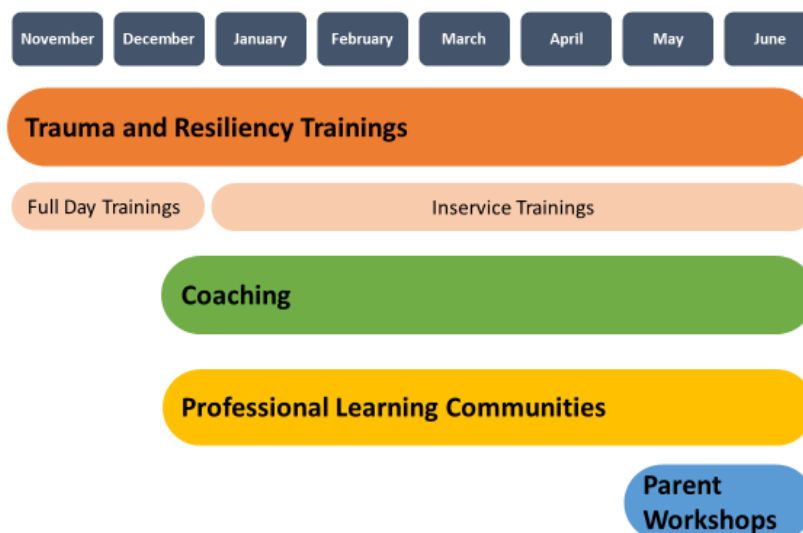 November December January February March April May June
Trauma and Resiliency Trainings
Full Day Trainings Inservice Trainings
Coaching
Professional Learning Communities
Parent
Workshops